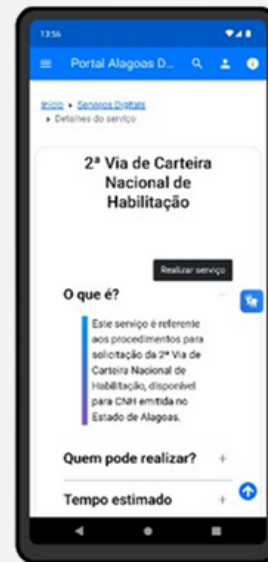 13:56
Portal Alagoas D...
Início ▸ Serviços Digitais
▸ Detalhes do serviço
2ª Via de Carteira
Nacional de
Habilitação
Realizar serviço
O que é?
Este serviço é referente
aos procedimentos para
solicitação da 2ª Via de
Carteira Nacional de
Habilitação, disponível
para CNH emitida no
Estado de Alagoas.
Quem pode realizar? +
Tempo estimado +